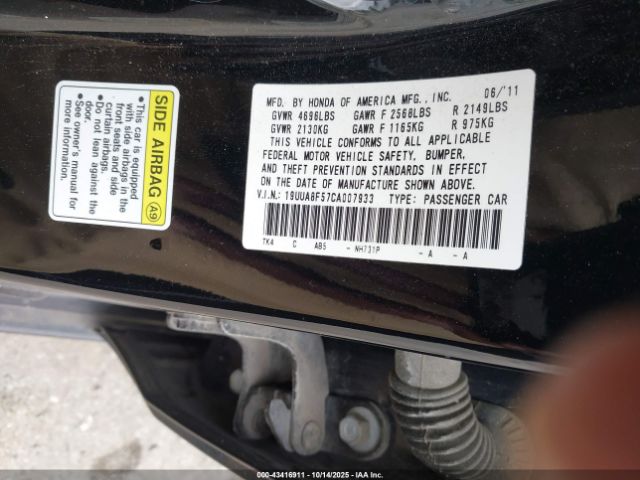 SIDE AIRBAG A9
•This car is equipped
with side airbags in the
front seats and side
curtain airbags.
•Do not lean against the
door.
•See owner's manual for
more information.
MFD. BY HONDA OF AMERICA MFG., INC. 06/'11
GVWR 4696LBS GAWR F 2568LBS R 2149LBS
GVWR 2130KG GAWR F 1165KG R 975KG
THIS VEHICLE CONFORMS TO ALL APPLICABLE
FEDERAL MOTOR VEHICLE SAFETY, BUMPER,
AND THEFT PREVENTION STANDARDS IN EFFECT
ON THE DATE OF MANUFACTURE SHOWN ABOVE.
V.I.N.: 19UUA8F57CA007933 TYPE: PASSENGER CAR
TK4 C AB5 - NH731P - A - A
000-43416911 - 10/14/2025 - IAAI.com